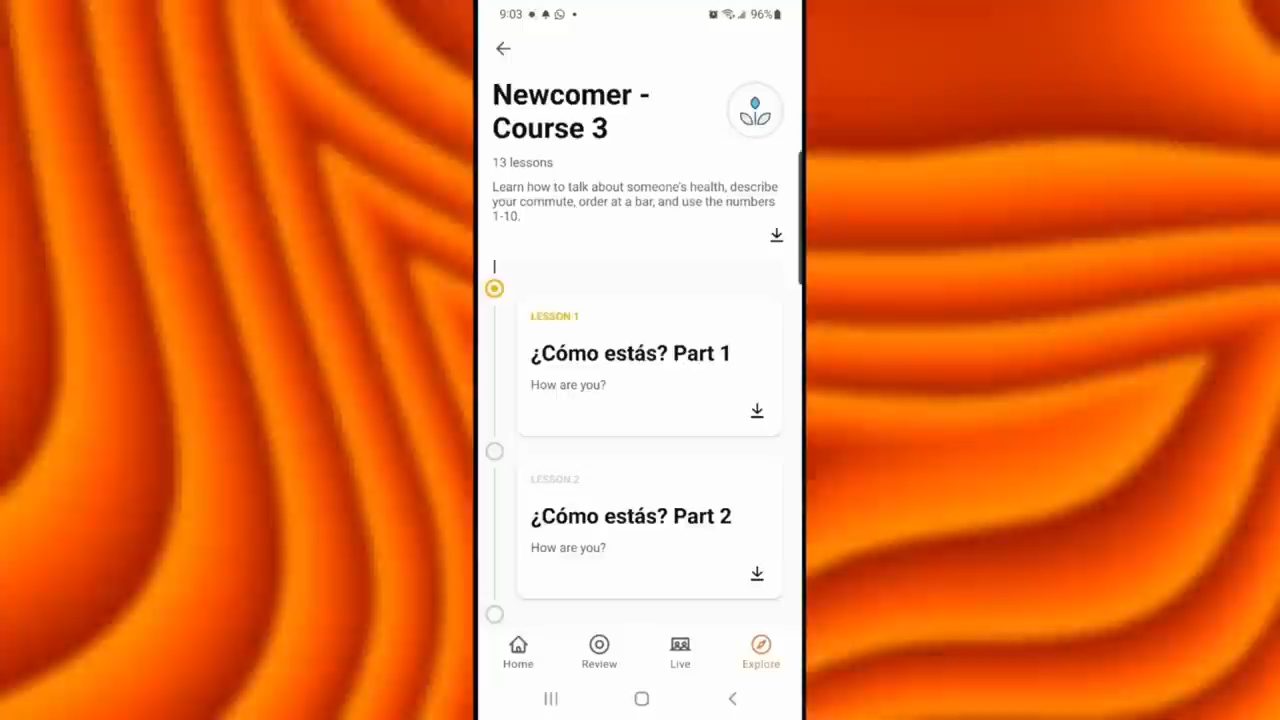 9:03
96%
Newcomer -
Course 3
13 lessons
Learn how to talk about someone's health, describe
your commute, order at a bar, and use the numbers
1-10.
LESSON 1
¿Cómo estás? Part 1
How are you?
LESSON 2
¿Cómo estás? Part 2
How are you?
Home
Review
Live
Explore